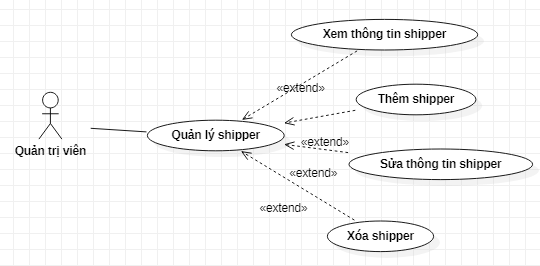 Xem thông tin shipper
«extend»
Thêm shipper
Quản lý shipper
«extend»
Quản trị viên
Sửa thông tin shipper
«extend»
«extend»
Xóa shipper